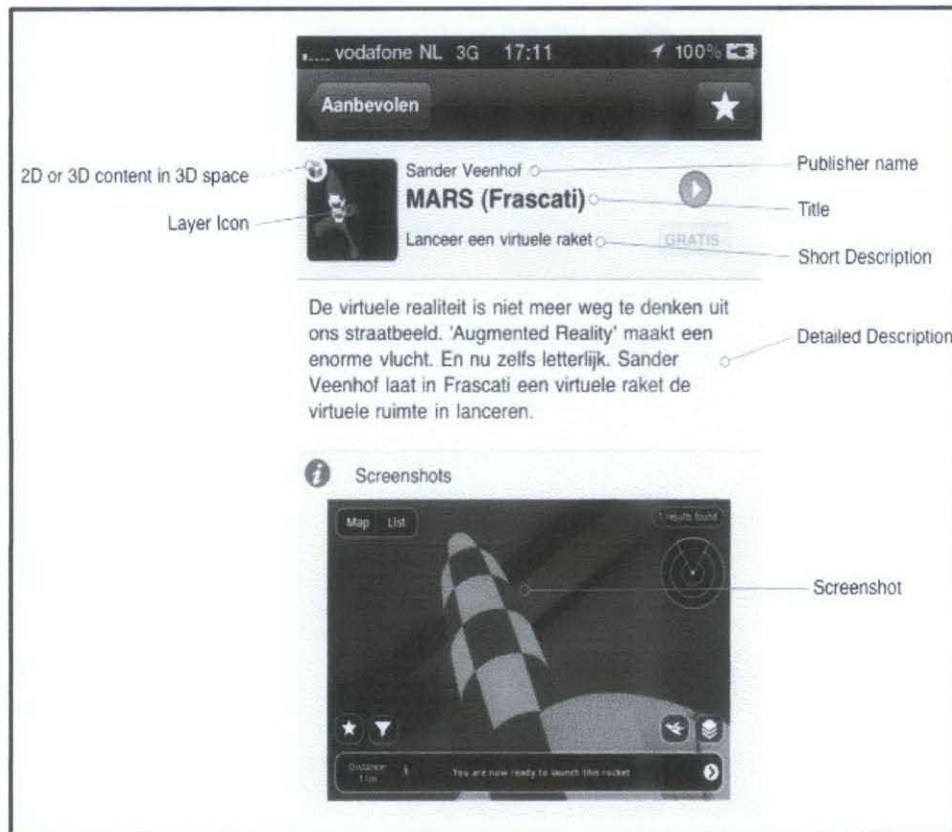 vodafone NL 3G 17:11 100%
Aanbevolen
2D or 3D content in 3D space
Layer Icon
Sander Veenhof
MARS (Frascati)
Lanceer een virtuele raket
GRATIS
Publisher name
Title
Short Description
De virtuele realiteit is niet meer weg te denken uit
ons straatbeeld. 'Augmented Reality' maakt een
enorme vlucht. En nu zelfs letterlijk. Sander
Veenhof laat in Frascati een virtuele raket de
virtuele ruimte in lanceren.
Detailed Description
Screenshots
Map List
1 results found
Screenshot
Distance
11m
You are now ready to launch this rocket